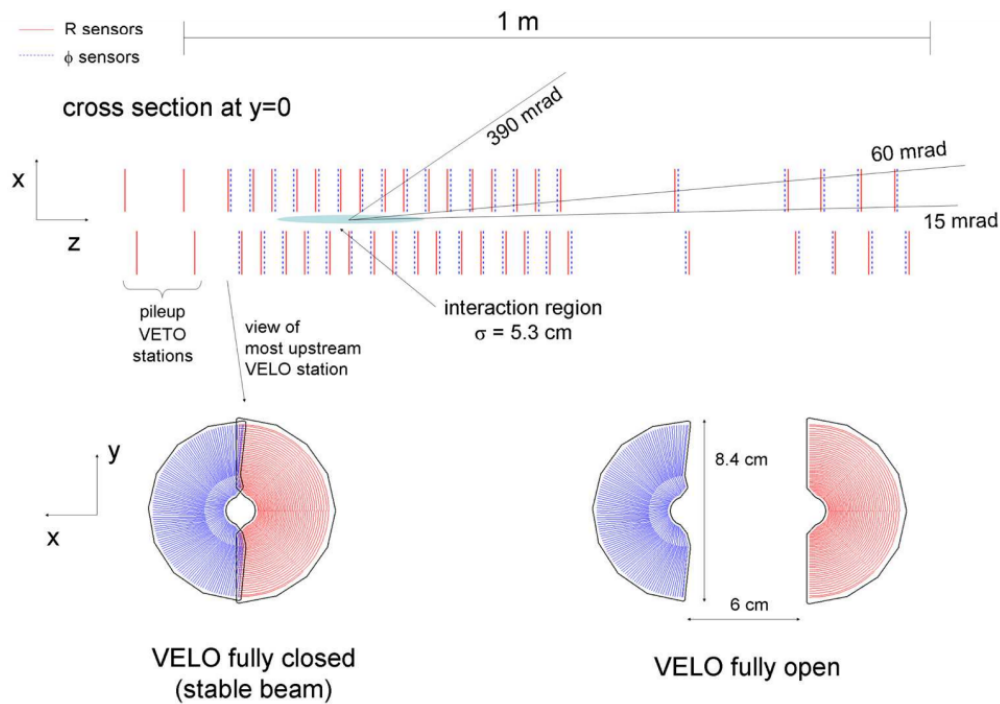 R sensors
ϕ sensors
1 m
cross section at y=0
390 mrad
60 mrad
15 mrad
x
z
pileup
VETO
stations
view of
most upstream
VELO station
interaction region
σ = 5.3 cm
y
x
8.4 cm
6 cm
VELO fully closed
(stable beam)
VELO fully open